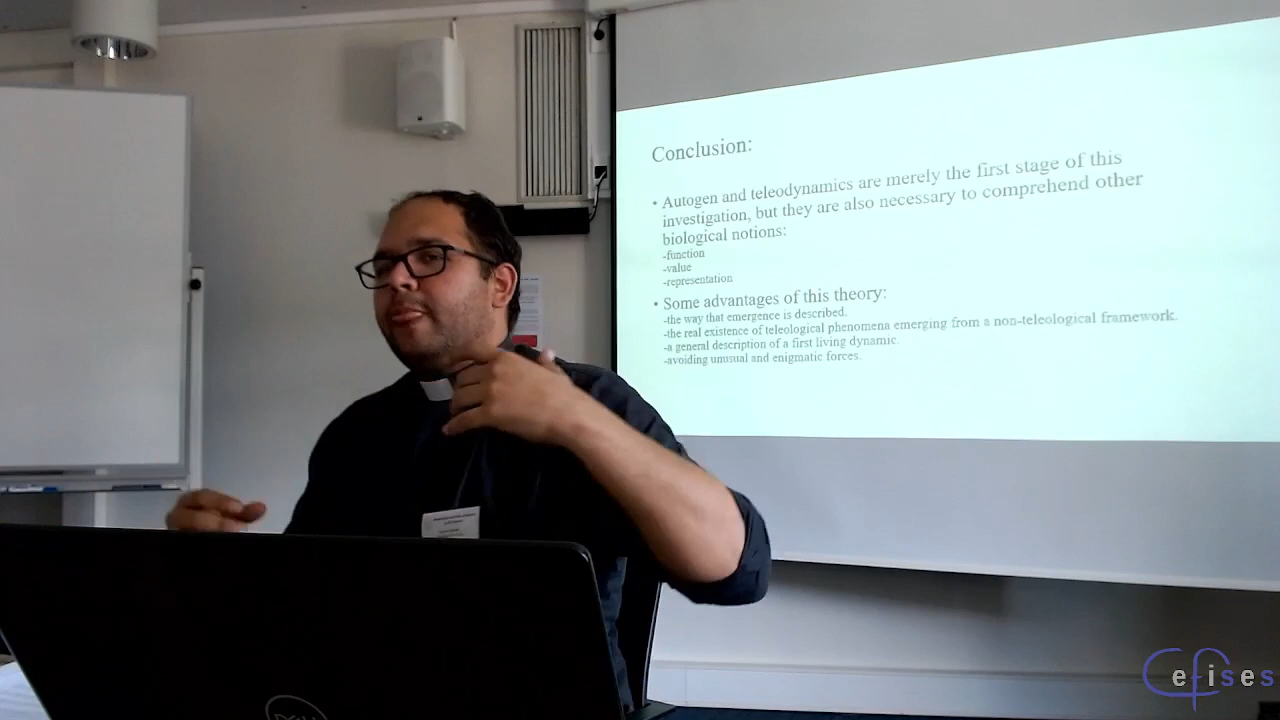 Conclusion:
• Autogen and teleodynamics are merely the first stage of this
investigation, but they are also necessary to comprehend other
biological notions:
-function
-value
-representation
• Some advantages of this theory:
-the way that emergence is described.
-the real existence of teleological phenomena emerging from a non-teleological framework.
-a general description of a first living dynamic.
-avoiding unusual and enigmatic forces.
DELL
Cefises